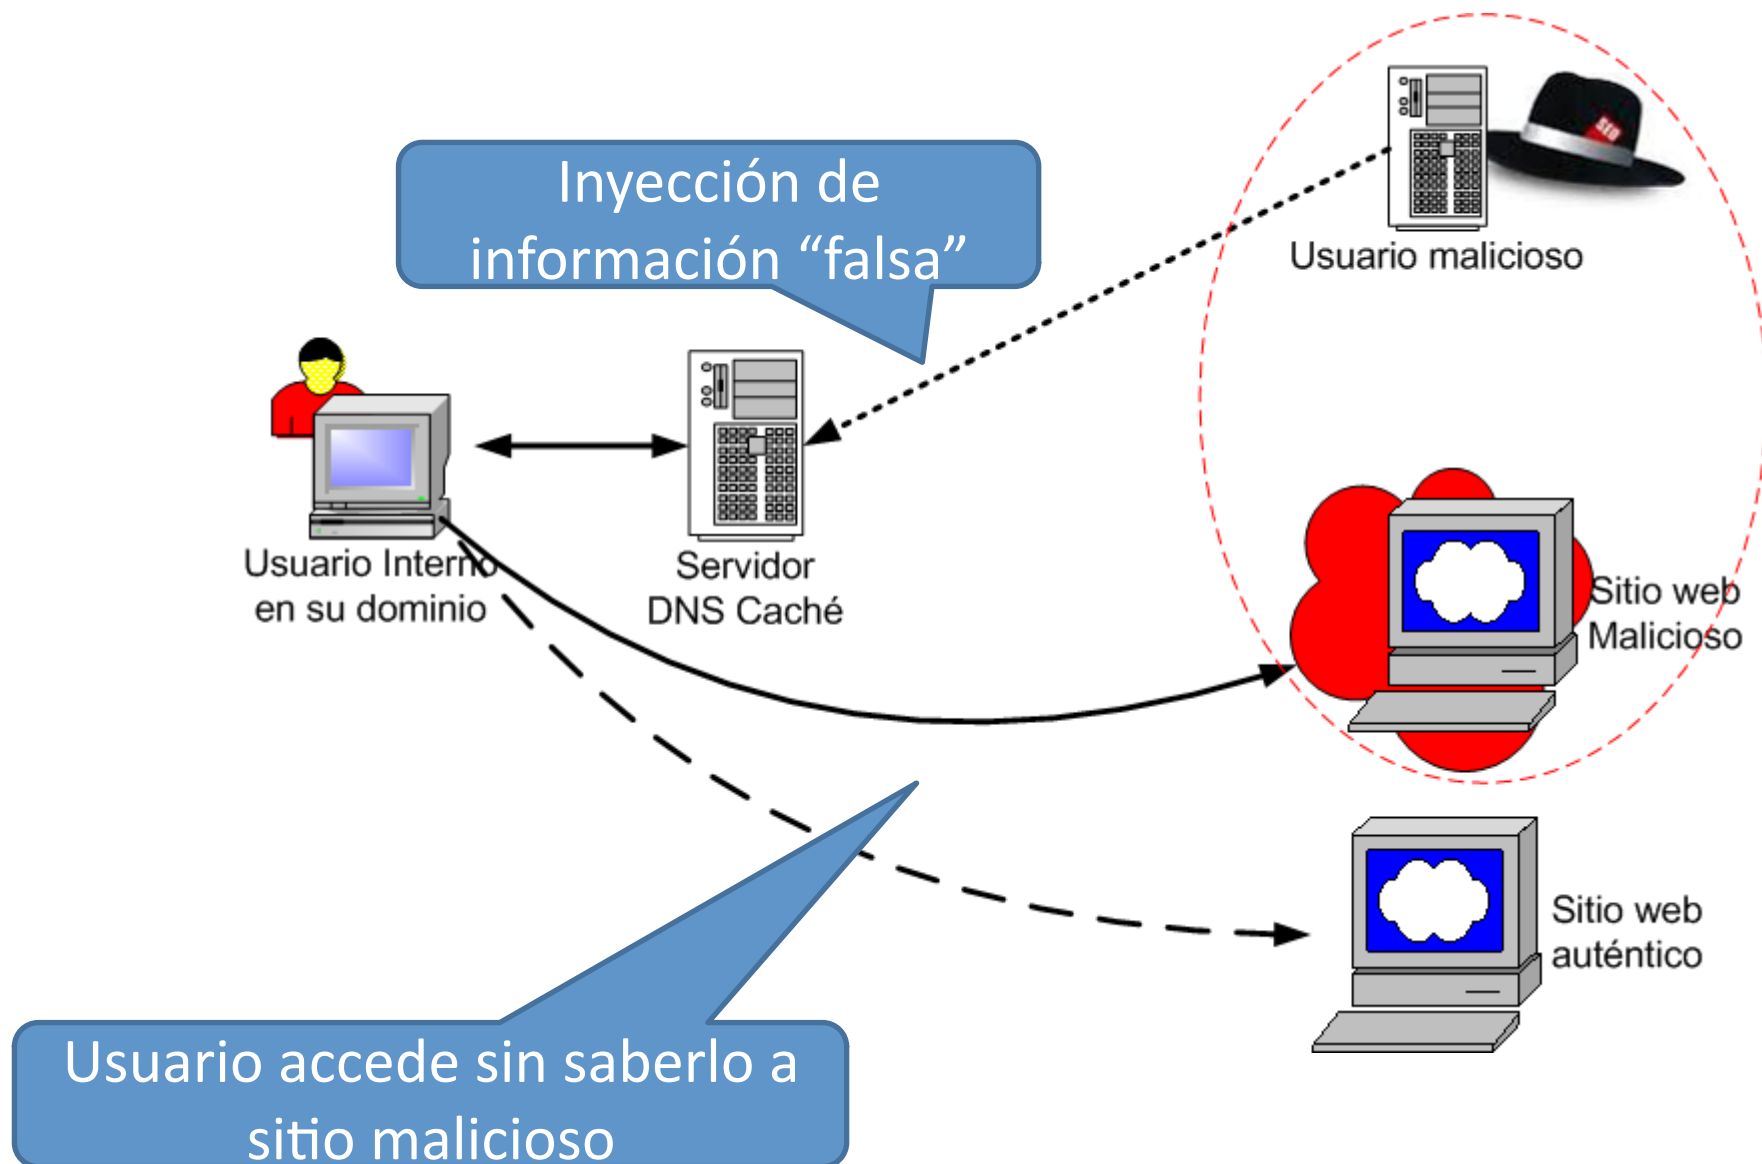 Inyección de
información “falsa”
SEO
Usuario malicioso
Usuario Interno
en su dominio
Servidor
DNS Caché
Sitio web
Malicioso
Sitio web
auténtico
Usuario accede sin saberlo a
sitio malicioso